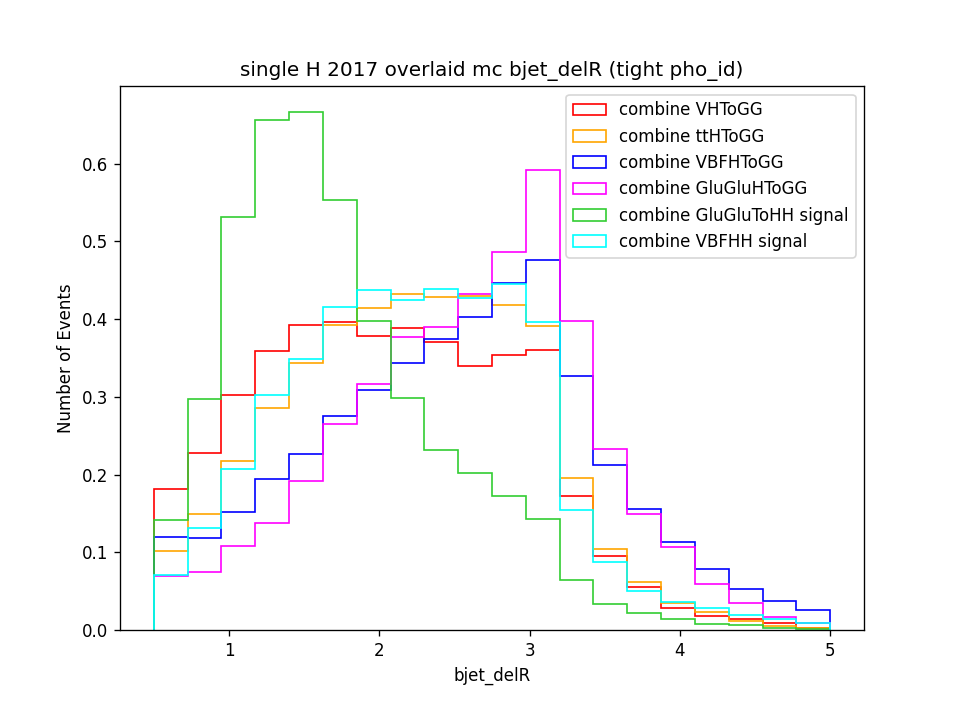 single H 2017 overlaid mc bjet_delR (tight pho_id)
combine VHToGG
combine ttHToGG
combine VBFHToGG
combine GluGluHToGG
combine GluGluToHH signal
combine VBFHH signal
Number of Events
0.6
0.5
0.4
0.3
0.2
0.1
0.0
1
2
3
4
5
bjet_delR